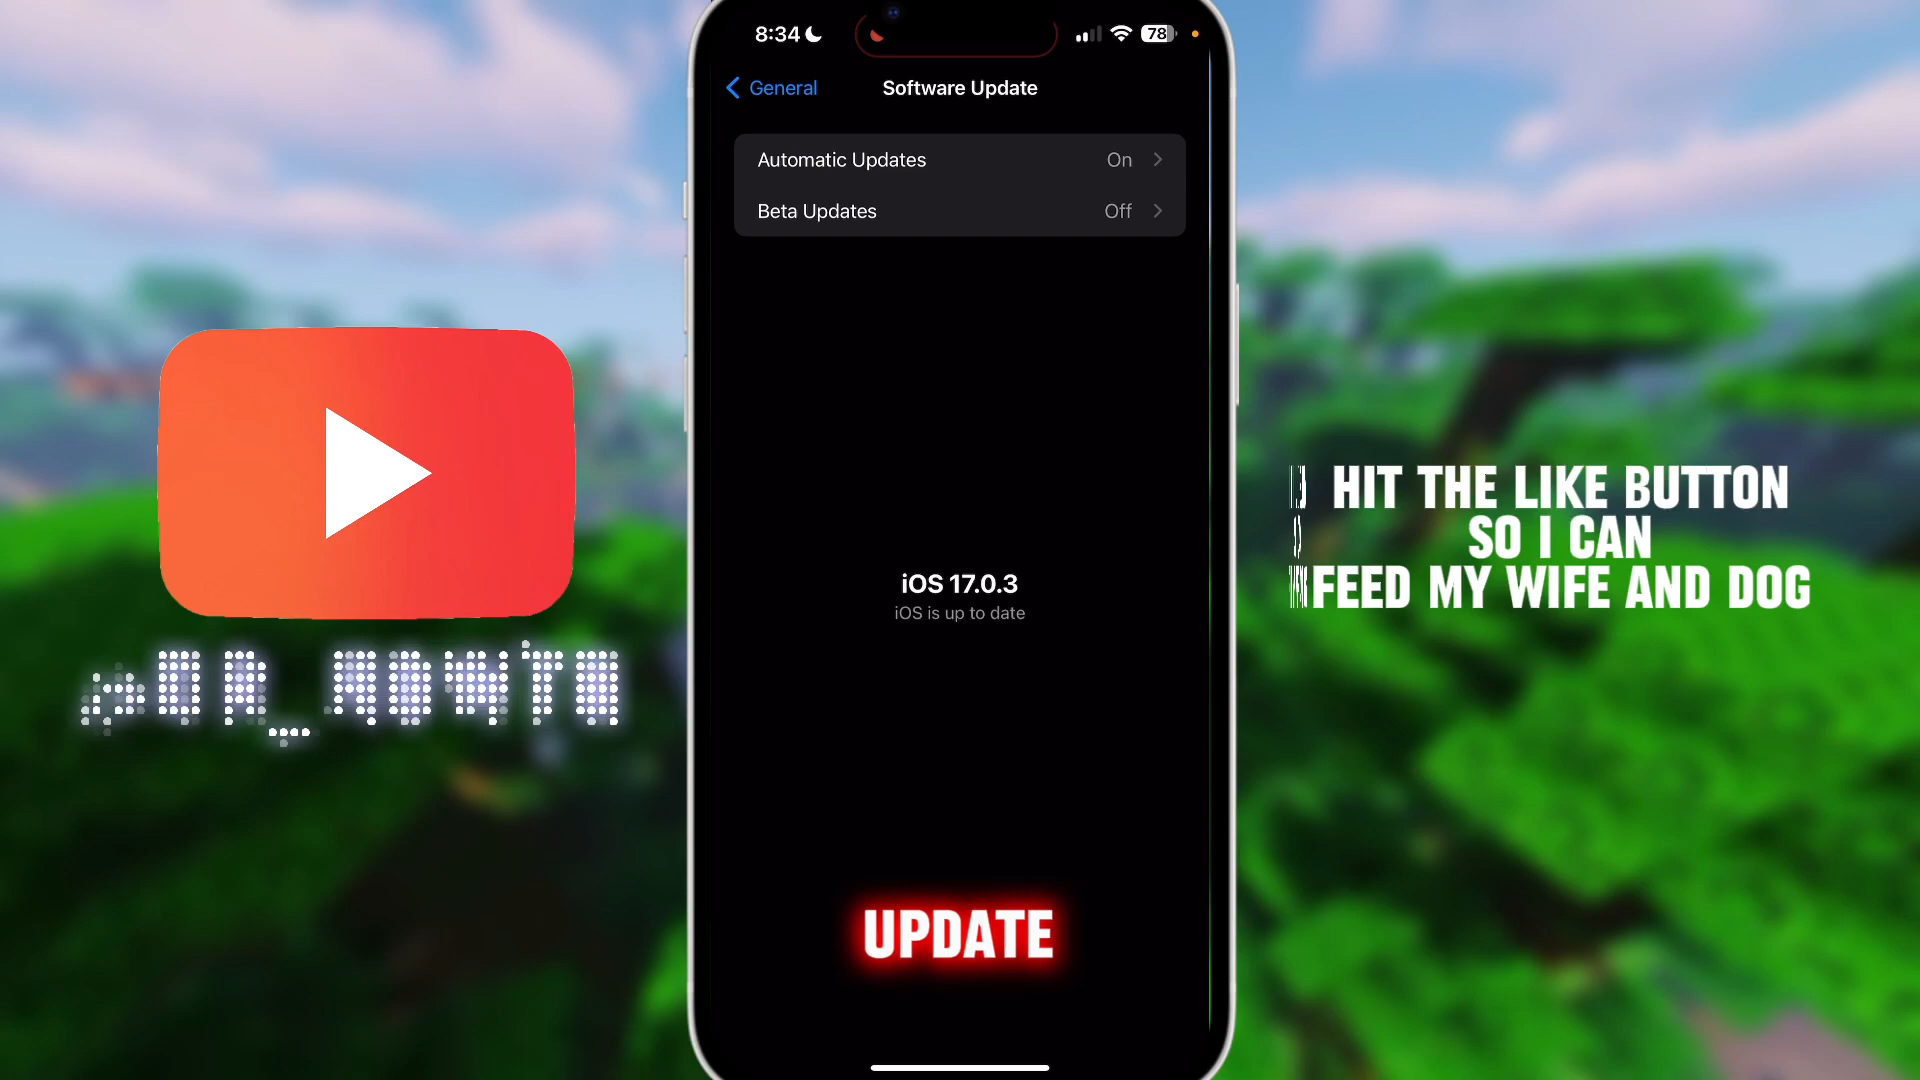 8:34
78
General
Software Update
Automatic Updates
On
Beta Updates
Off
iOS 17.0.3
iOS is up to date
UPDATE
HIT THE LIKE BUTTON
SO I CAN
FEED MY WIFE AND DOG